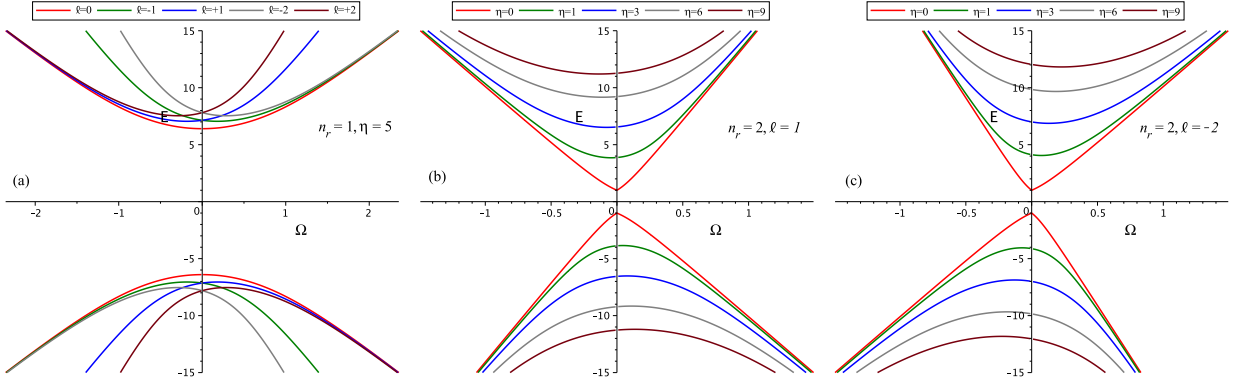 ℓ=0 ℓ=-1 ℓ=+1 ℓ=-2 ℓ=+2
15
10
E
5
n_r = 1, η = 5
(a)
-2 -1 0 1 2
Ω
-5
-10
-15
η=0 η=1 η=3 η=6 η=9
15
10
E
5
n_r = 2, ℓ = 1
(b)
-1 -0.5 0 0.5 1
Ω
-5
-10
-15
η=0 η=1 η=3 η=6 η=9
15
10
E
5
n_r = 2, ℓ = -2
(c)
-1 -0.5 0 0.5 1
Ω
-5
-10
-15